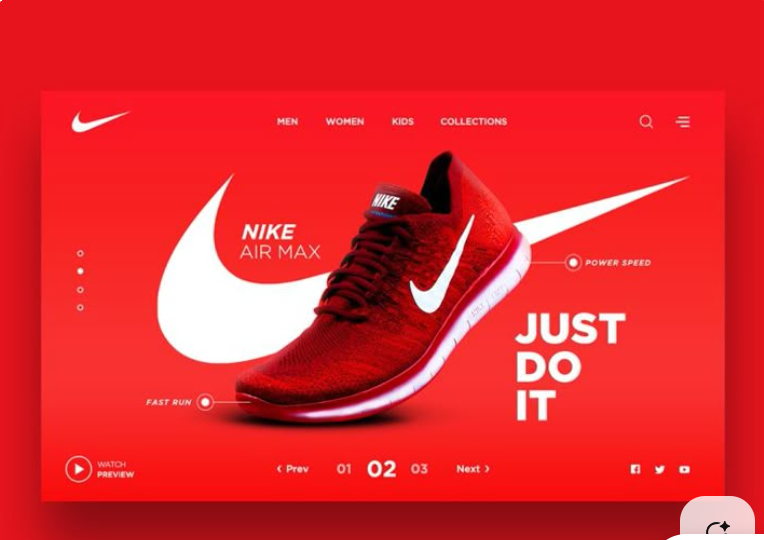 MEN WOMEN KIDS COLLECTIONS
NIKE
NIKE
AIR MAX
POWER SPEED
JUST
DO
IT
FAST RUN
WATCH
PREVIEW
‹ Prev 01 02 03 Next ›